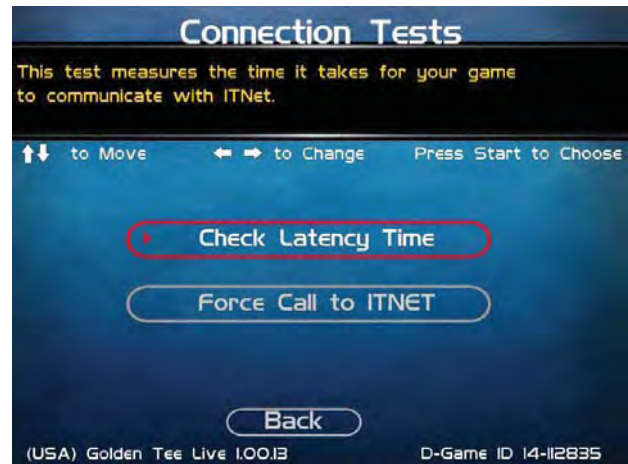 Connection Tests
This test measures the time it takes for your game
to communicate with ITNet.
⬆⬇ to Move ⬅ ➡ to Change Press Start to Choose
Check Latency Time
Force Call to ITNET
Back
(USA) Golden Tee Live 1.00.13 D-Game ID 14-112835